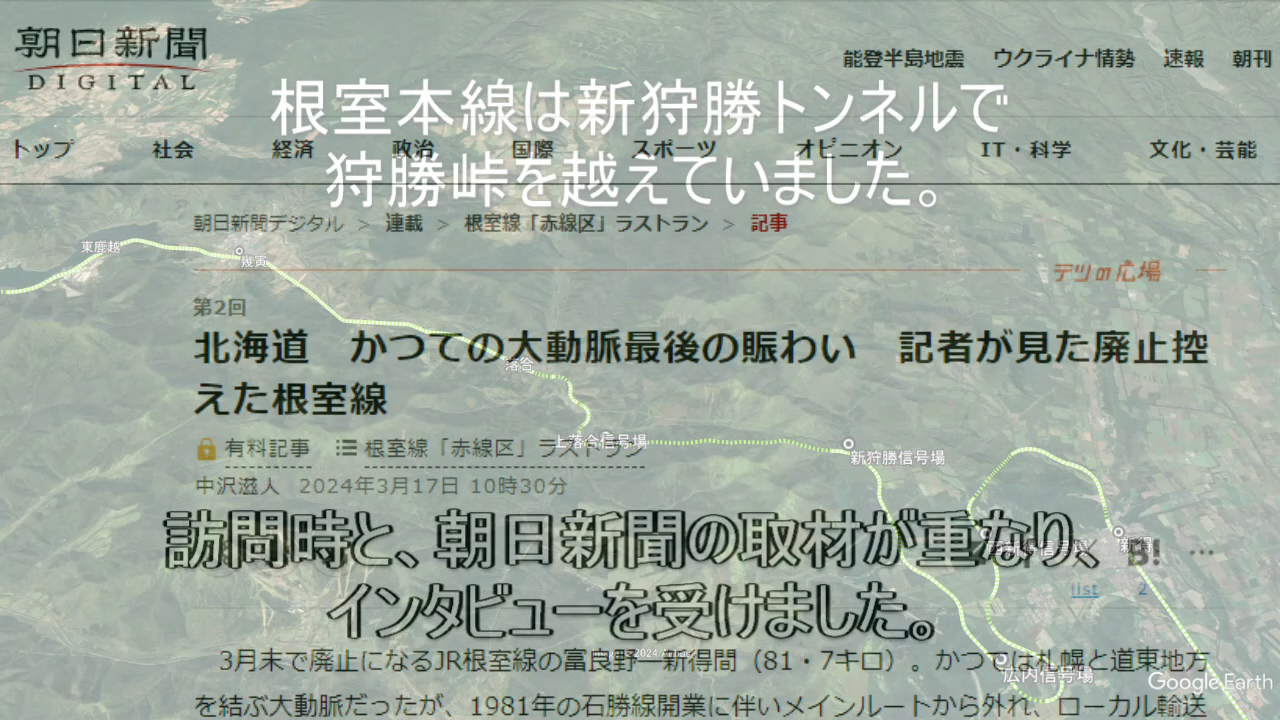 朝日新聞
DIGITAL
能登半島地震 ウクライナ情勢 速報 朝刊
根室本線は新狩勝トンネルで
トップ 社会 経済 政治 国際 スポーツ オピニオン IT・科学 文化・芸能
狩勝峠を越えていました。
朝日新聞デジタル > 連載 > 根室線「赤線区」ラストラン > 記事
東鹿越
幾寅
テツの広場
第2回
北海道 かつての大動脈最後の賑わい 記者が見た廃止控
えた根室線
落合
有料記事 根室線「赤線区」ラストラン
上落合信号場
新狩勝信号場
中沢滋人 2024年3月17日 10時30分
訪問時と、朝日新聞の取材が重なり、
新得
B! …
list 2
インタビューを受けました。
3月末で廃止になるJR根室線の富良野―新得間(81・7キロ)。かつては札幌と道東地方
広内信号場
Google Earth
を結ぶ大動脈だったが、1981年の石勝線開業に伴いメインルートから外れ、ローカル輸送